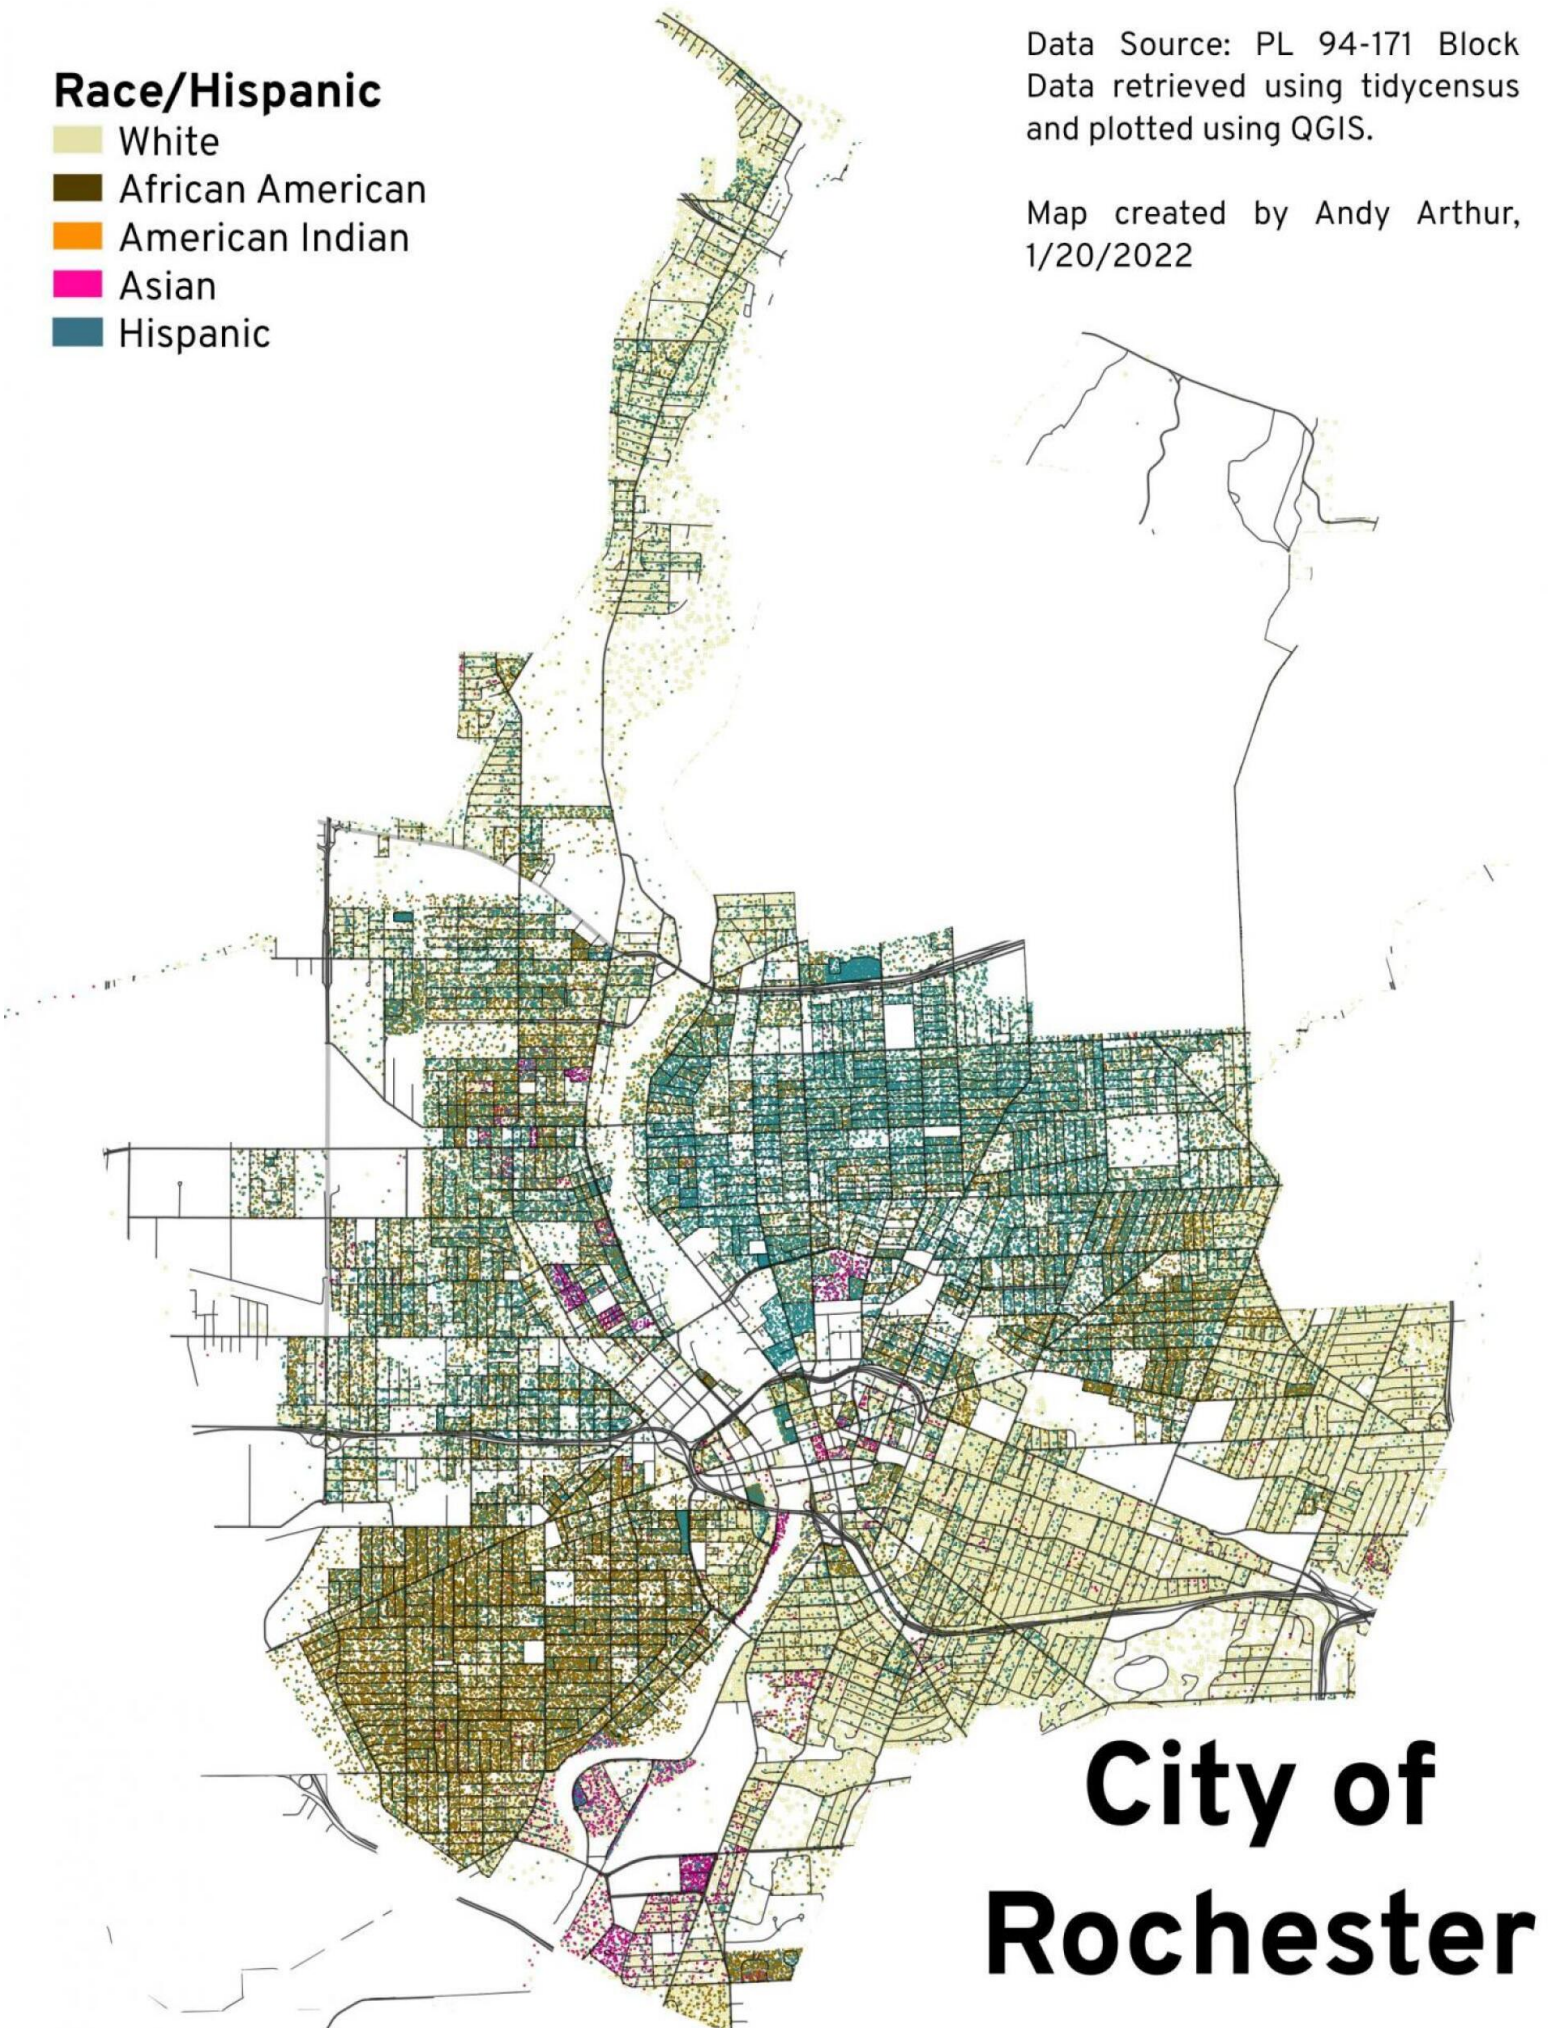 Race/Hispanic
White
African American
American Indian
Asian
Hispanic
Data Source: PL 94-171 Block
Data retrieved using tidycensus
and plotted using QGIS.
Map created by Andy Arthur,
1/20/2022
City of
Rochester